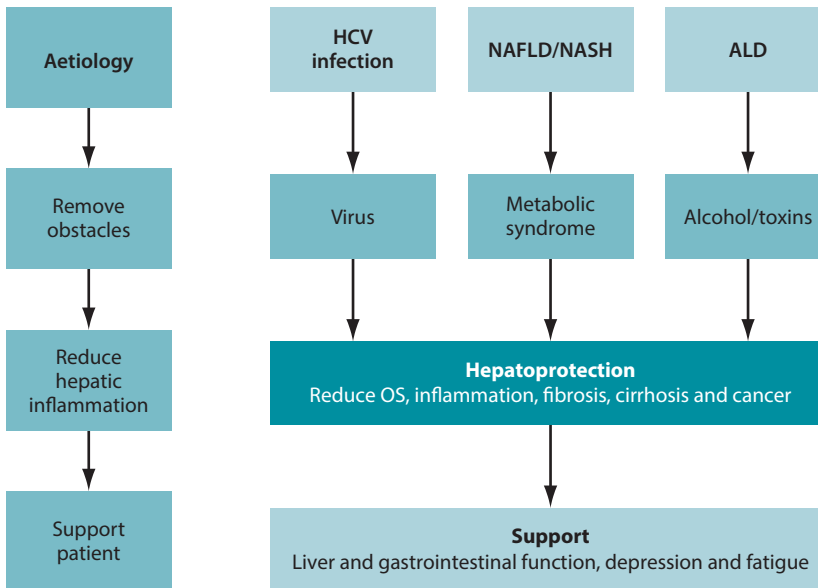 Aetiology
HCV
infection
NAFLD/NASH
ALD
Remove
obstacles
Virus
Metabolic
syndrome
Alcohol/toxins
Reduce
hepatic
inflammation
Hepatoprotection
Reduce OS, inflammation, fibrosis, cirrhosis and cancer
Support
patient
Support
Liver and gastrointestinal function, depression and fatigue